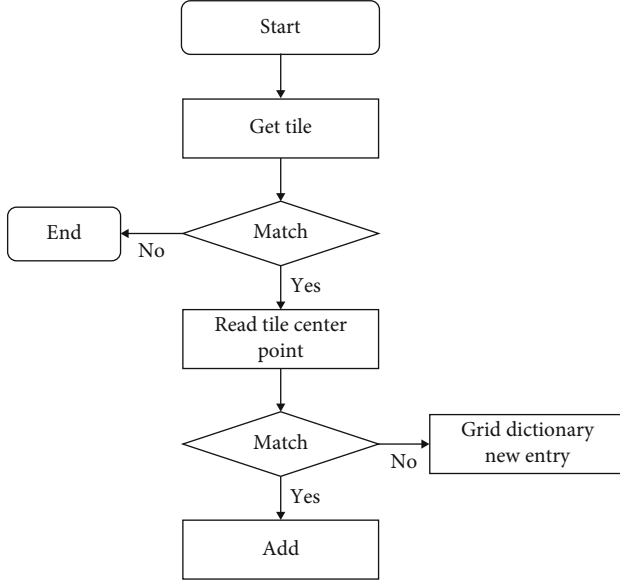 Start
Get tile
End
Match
No
Yes
Read tile center
point
Match
No
Grid dictionary
new entry
Yes
Add